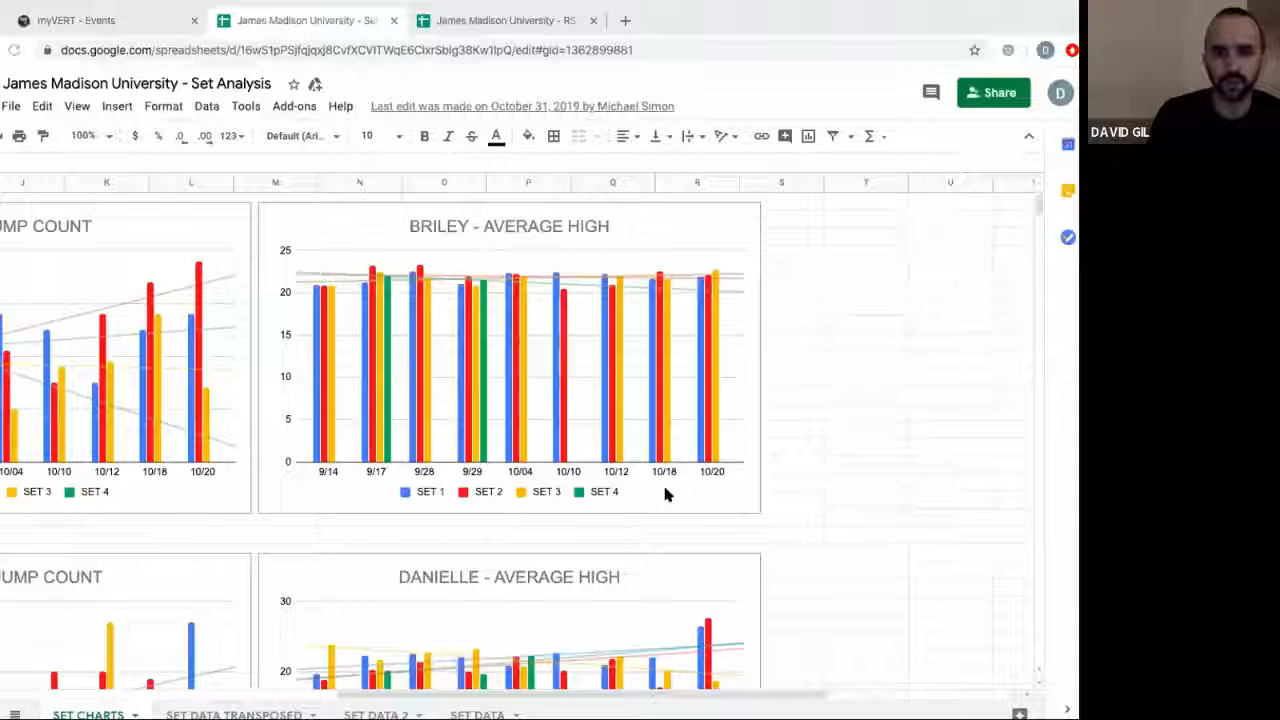 myVERT - Events
James Madison University - Se
James Madison University - RS
docs.google.com/spreadsheets/d/16wS1pPSjfqjqxj8CvfXCVlTWqE6ClxrSblg38Kw1lpQ/edit#gid=1362899881
James Madison University - Set Analysis
Share
D
File Edit View Insert Format Data Tools Add-ons Help Last edit was made on October 31, 2019 by Michael Simon
DAVID GIL
100% $ % .0 .00 123 Default (Ari... 10 B I S A
J K L M N O P Q R S T U
UMP COUNT
10/04 10/10 10/12 10/18 10/20
SET 3 SET 4
BRILEY - AVERAGE HIGH
25
20
15
10
5
0
9/14 9/17 9/28 9/29 10/04 10/10 10/12 10/18 10/20
SET 1 SET 2 SET 3 SET 4
JUMP COUNT
DANIELLE - AVERAGE HIGH
30
20
SET CHARTS SET DATA TRANSPOSED SET DATA 2 SET DATA